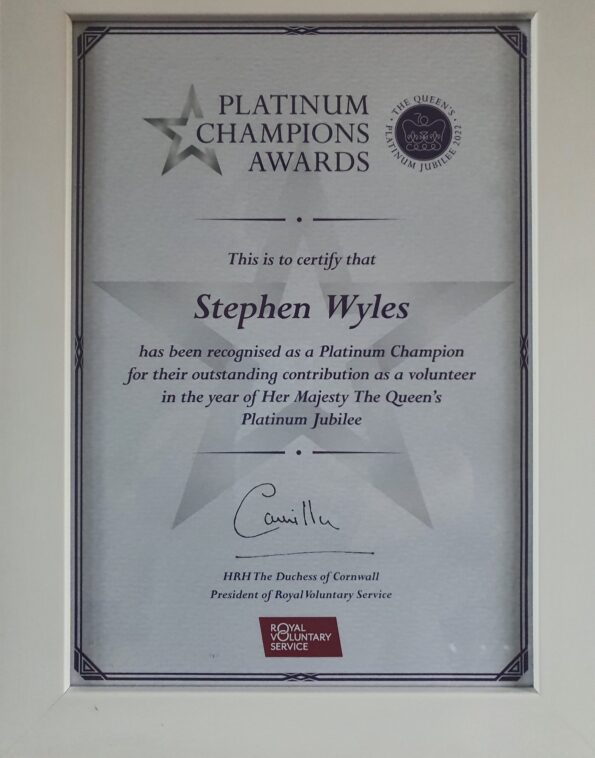 PLATINUM
CHAMPIONS
AWARDS
THE QUEEN'S
PLATINUM JUBILEE 2022
70
This is to certify that
Stephen Wyles
has been recognised as a Platinum Champion
for their outstanding contribution as a volunteer
in the year of Her Majesty The Queen's
Platinum Jubilee
Camilla
HRH The Duchess of Cornwall
President of Royal Voluntary Service
ROYAL
VOLUNTARY
SERVICE